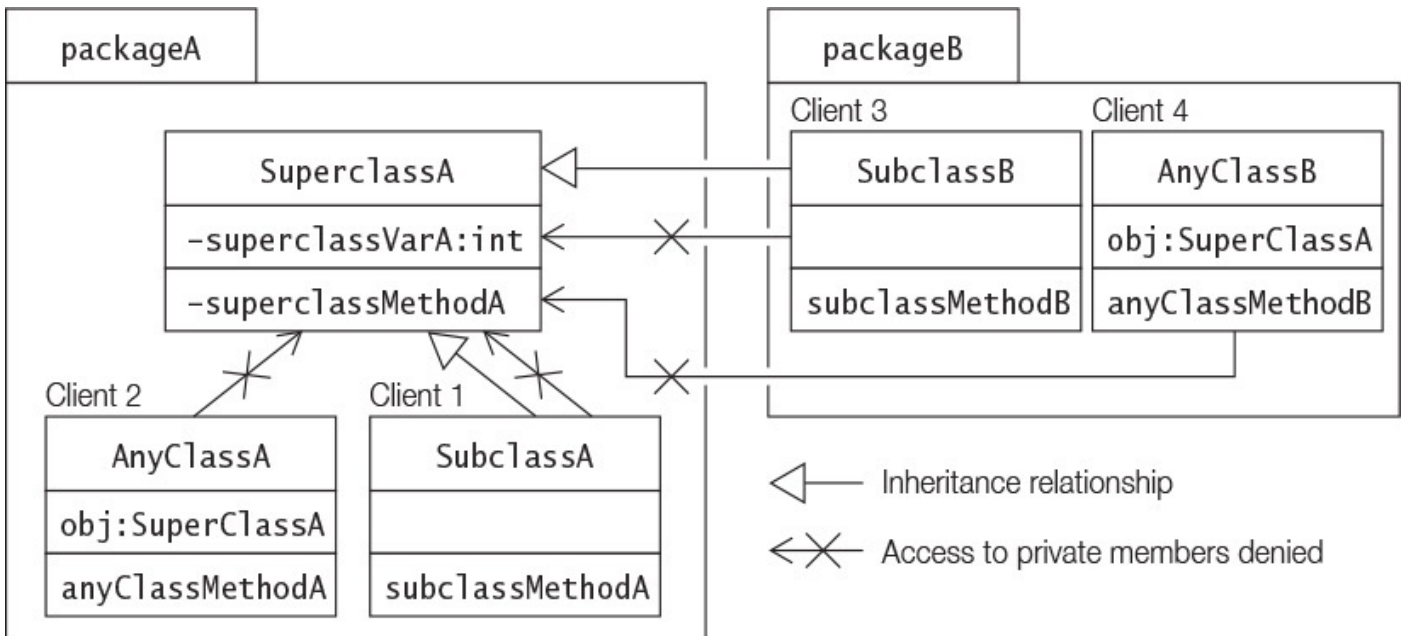 packageA
SuperclassA
–superclassVarA:int
–superclassMethodA
Client 2
AnyClassA
obj:SuperClassA
anyClassMethodA
Client 1
SubclassA
subclassMethodA
packageB
Client 3
SubclassB
subclassMethodB
Client 4
AnyClassB
obj:SuperClassA
anyClassMethodB
Inheritance relationship
Access to private members denied